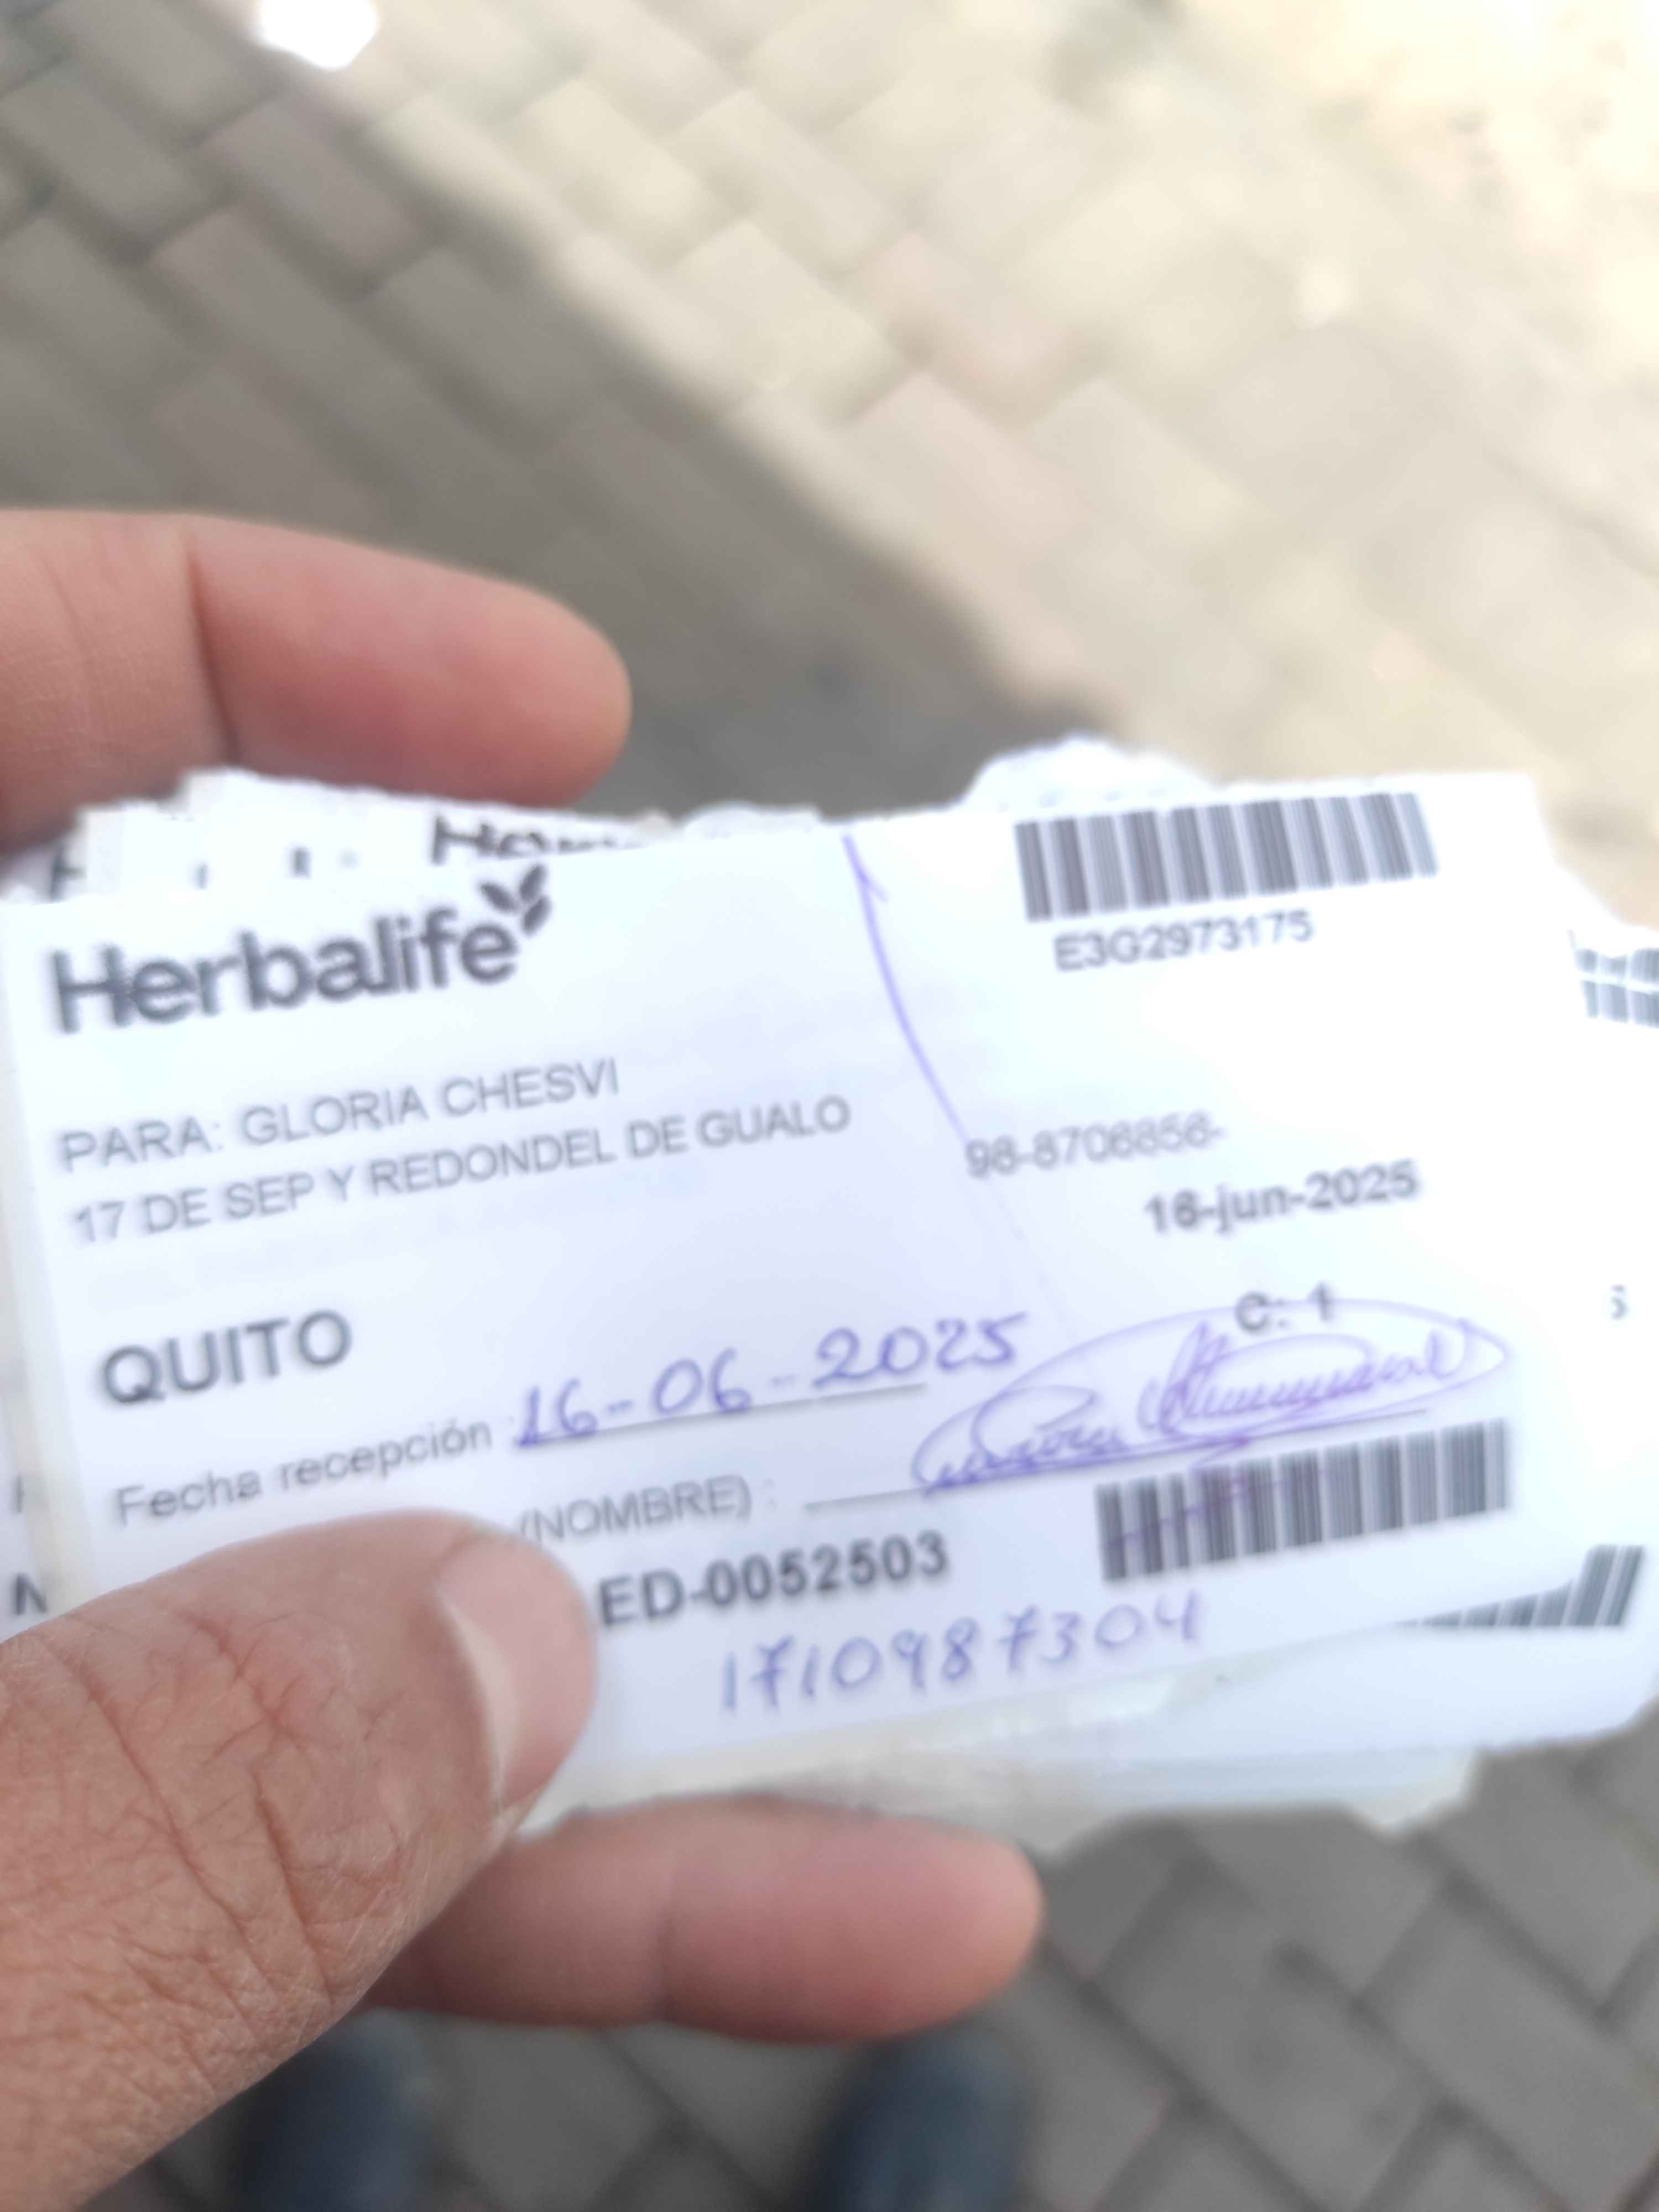 Herbalife
E3G2973175
PARA: GLORIA CHESVI
17 DE SEP Y REDONDEL DE GUALO
98-8706856-
16-jun-2025
QUITO
C: 1
Fecha recepción : 16-06-2025
(NOMBRE) :
ED-0052503
1710987304